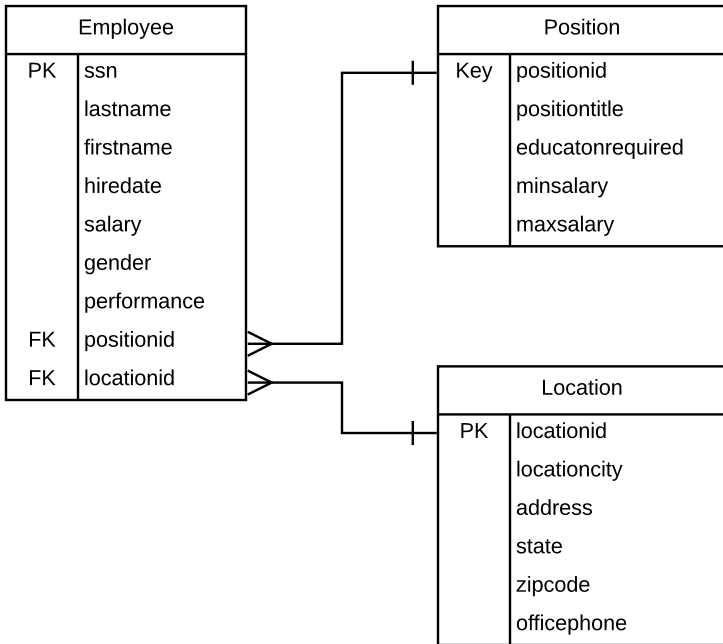 Employee
PK ssn
lastname
firstname
hiredate
salary
gender
performance
FK positionid
FK locationid
Position
Key positionid
positiontitle
educatonrequired
minsalary
maxsalary
Location
PK locationid
locationcity
address
state
zipcode
officephone